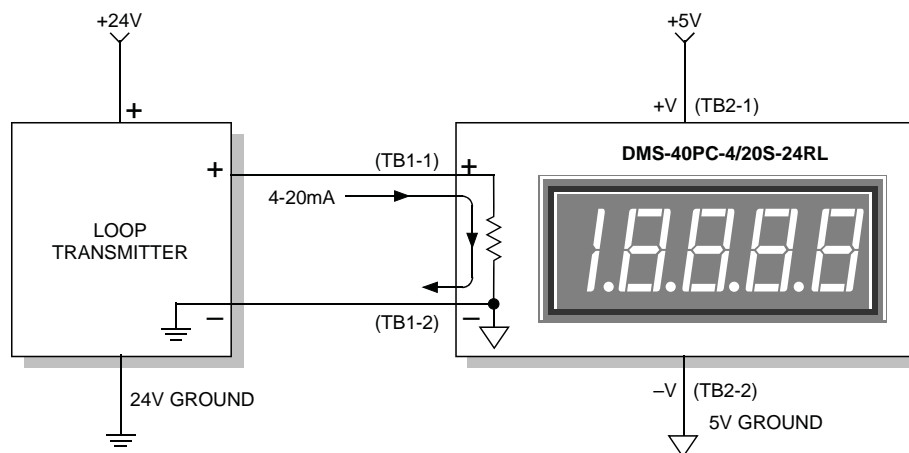 +24V
+5V
+
+V (TB2-1)
DMS-40PC-4/20S-24RL
+
(TB1-1)
+
4-20mA
LOOP
TRANSMITTER
1.8.8.8.8
−
(TB1-2)
−
24V GROUND
−V (TB2-2)
5V GROUND